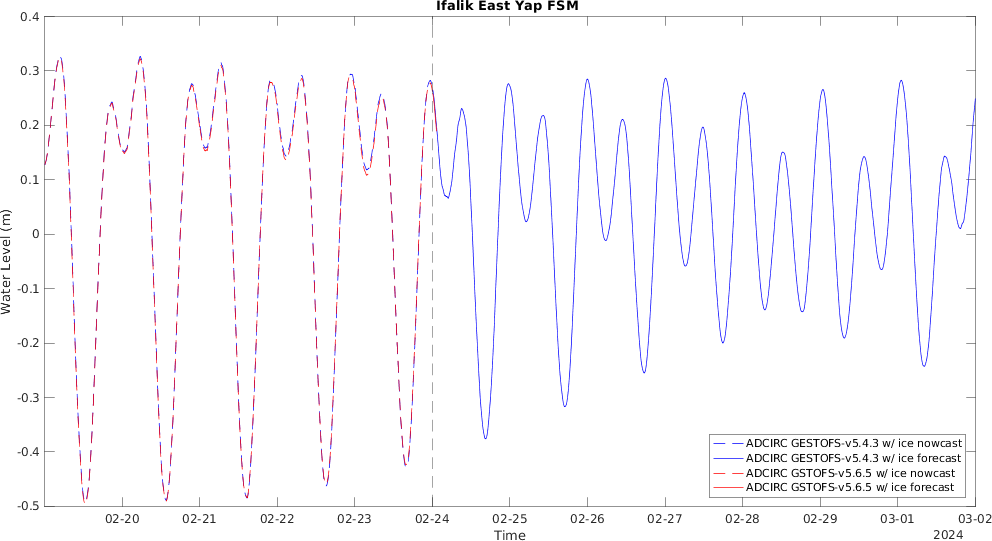 Ifalik East Yap FSM
0.4
0.3
0.2
0.1
0
-0.1
-0.2
-0.3
-0.4
-0.5
Water Level (m)
ADCIRC GESTOFS-v5.4.3 w/ ice nowcast
ADCIRC GESTOFS-v5.4.3 w/ ice forecast
ADCIRC GSTOFS-v5.6.5 w/ ice nowcast
ADCIRC GSTOFS-v5.6.5 w/ ice forecast
02-20 02-21 02-22 02-23 02-24 02-25 02-26 02-27 02-28 02-29 03-01 03-02
Time
2024